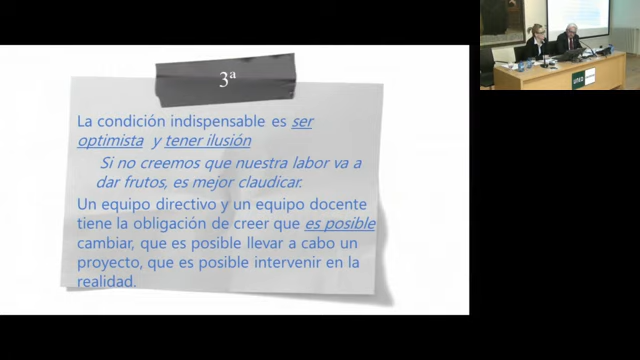 3ª
La condición indispensable es ser
optimista y tener ilusión
Si no creemos que nuestra labor va a
dar frutos, es mejor claudicar.
Un equipo directivo y un equipo docente
tiene la obligación de creer que es posible
cambiar, que es posible llevar a cabo un
proyecto, que es posible intervenir en la
realidad.
UNED